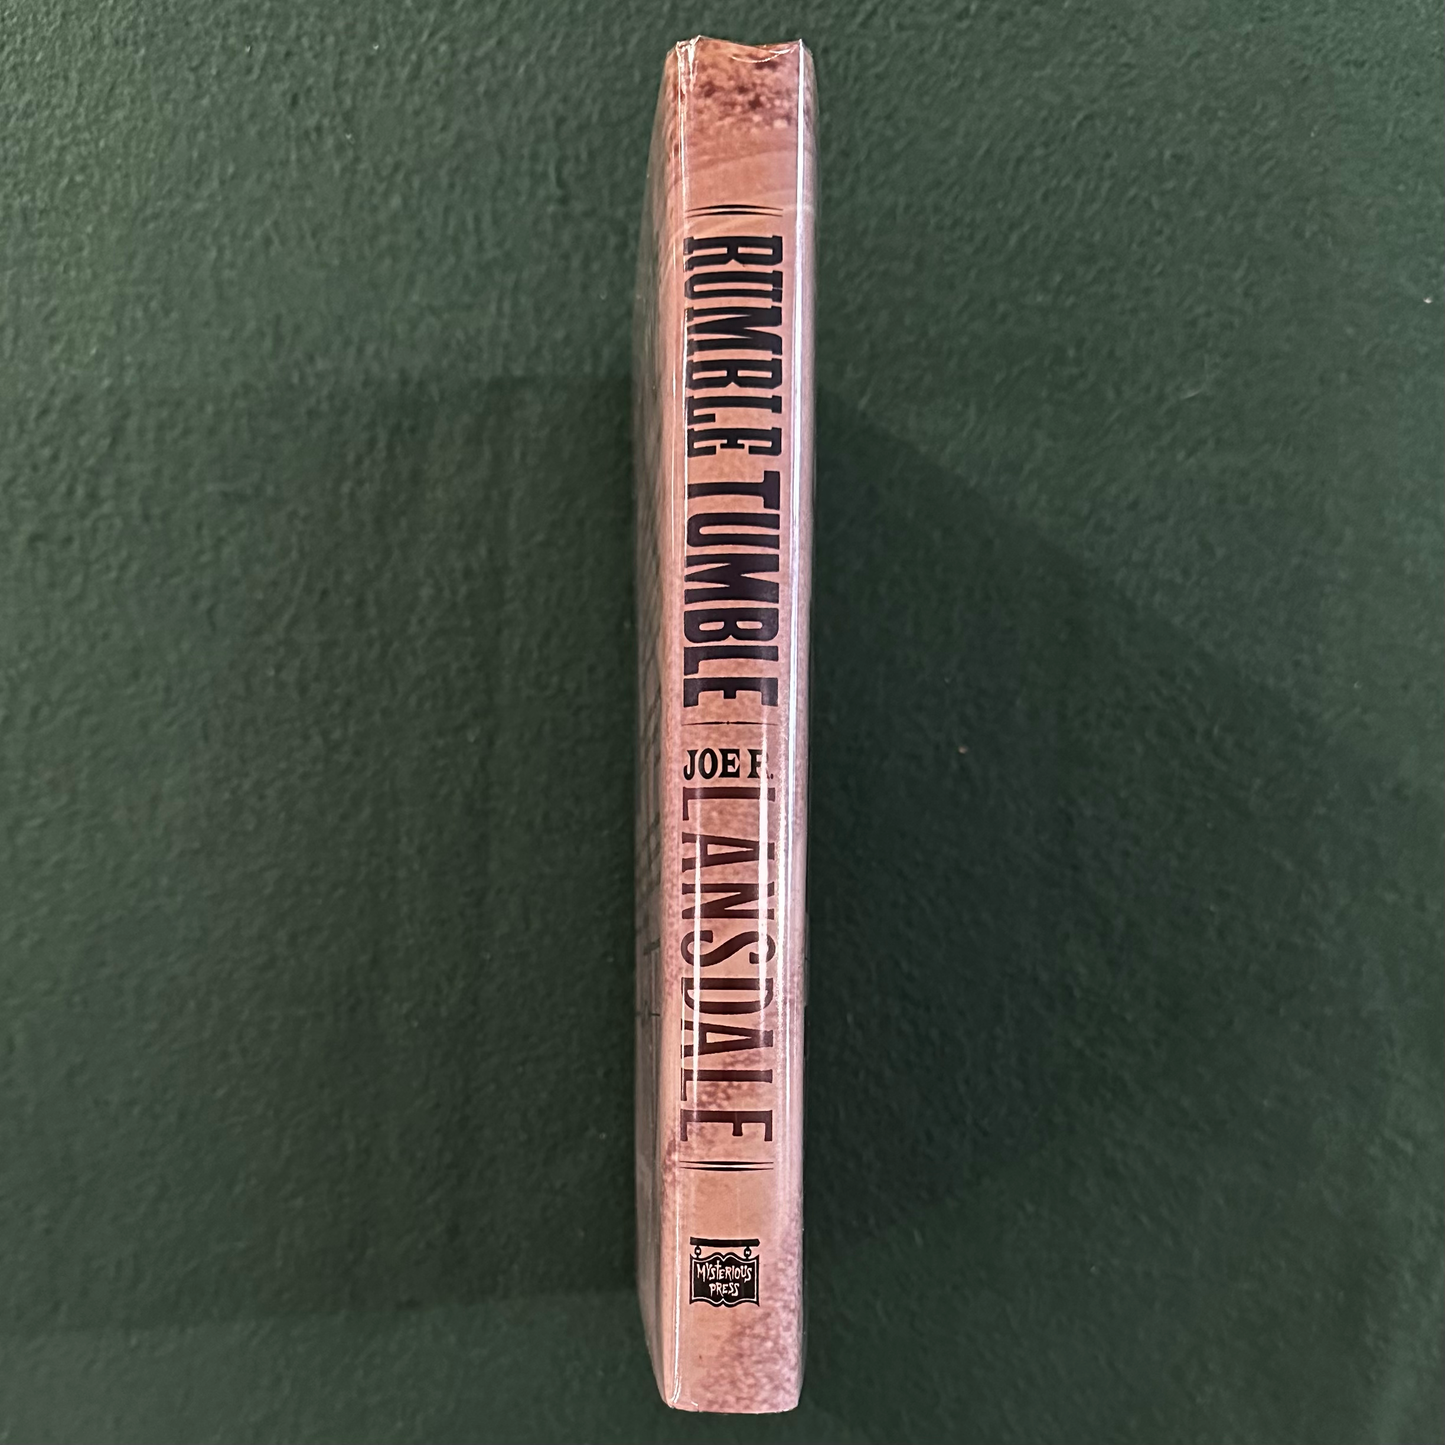 RUMBLE TUMBLE
JOE R.
LANSDALE
MYSTERIOUS
PRESS